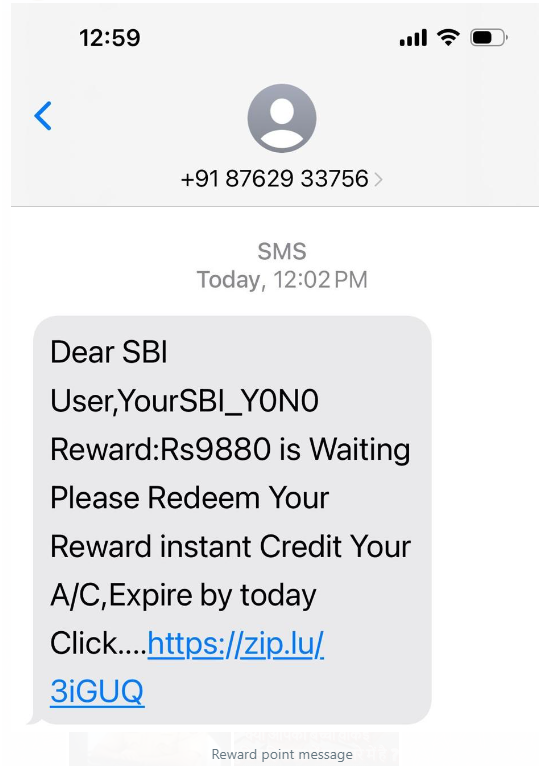 12:59
+91 87629 33756
SMS
Today, 12:02 PM
Dear SBI
User,YourSBI_Y0N0
Reward:Rs9880 is Waiting
Please Redeem Your
Reward instant Credit Your
A/C,Expire by today
Click....https://zip.lu/
3iGUQ
Reward point message